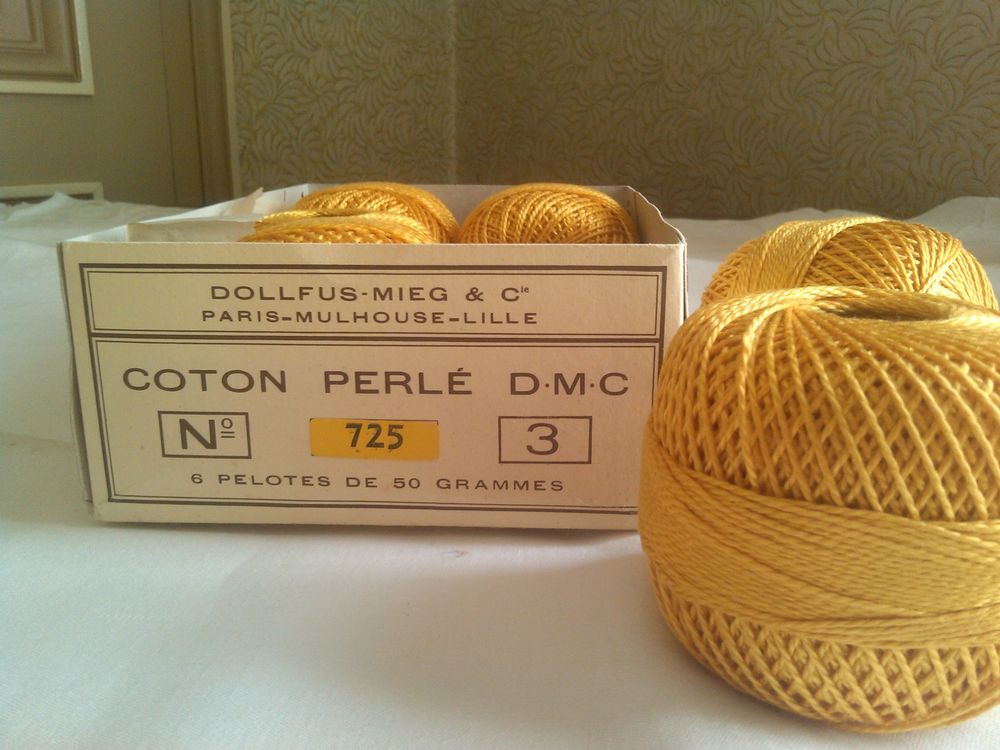 DOLLFUS-MIEG & Cie
PARIS-MULHOUSE-LILLE
COTON PERLÉ D·M·C
Nº 725 3
6 PELOTES DE 50 GRAMMES